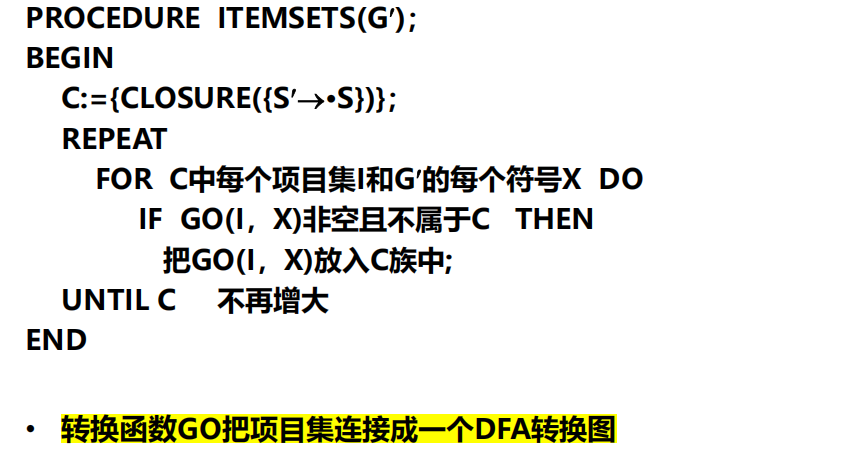 PROCEDURE ITEMSETS(G′);
BEGIN
C:={CLOSURE({S′→•S})};
REPEAT
FOR C中每个项目集I和G′的每个符号X DO
IF GO(I，X)非空且不属于C THEN
把GO(I，X)放入C族中;
UNTIL C 不再增大
END
• 转换函数GO把项目集连接成一个DFA转换图